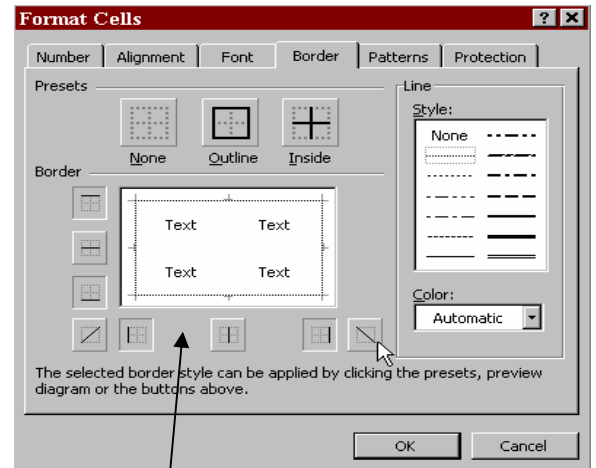 Format Cells
Number Alignment Font Border Patterns Protection
Presets
Line
Style:
None
None Outline Inside
Border
Text Text
Text Text
Color:
Automatic
The selected border style can be applied by clicking the presets, preview
diagram or the buttons above.
OK Cancel